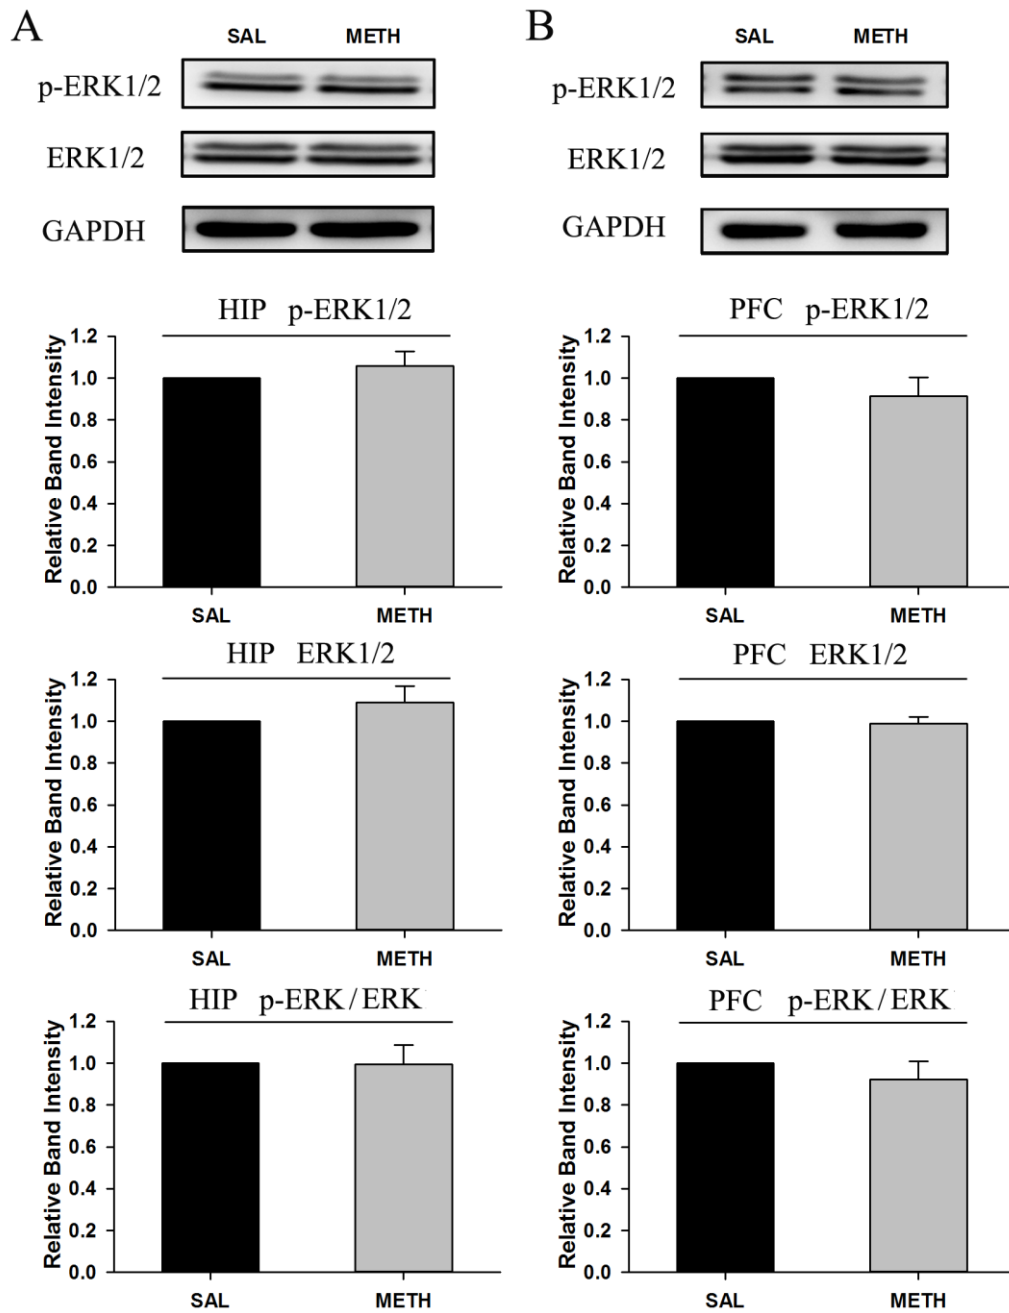 A
SAL METH
p-ERK1/2
ERK1/2
GAPDH
HIP p-ERK1/2
Relative Band Intensity
1.2
1.0
0.8
0.6
0.4
0.2
0.0
SAL METH
HIP ERK1/2
Relative Band Intensity
1.2
1.0
0.8
0.6
0.4
0.2
0.0
SAL METH
HIP p-ERK/ERK
Relative Band Intensity
1.2
1.0
0.8
0.6
0.4
0.2
0.0
SAL METH
B
SAL METH
p-ERK1/2
ERK1/2
GAPDH
PFC p-ERK1/2
Relative Band Intensity
1.2
1.0
0.8
0.6
0.4
0.2
0.0
SAL METH
PFC ERK1/2
Relative Band Intensity
1.2
1.0
0.8
0.6
0.4
0.2
0.0
SAL METH
PFC p-ERK/ERK
Relative Band Intensity
1.2
1.0
0.8
0.6
0.4
0.2
0.0
SAL METH